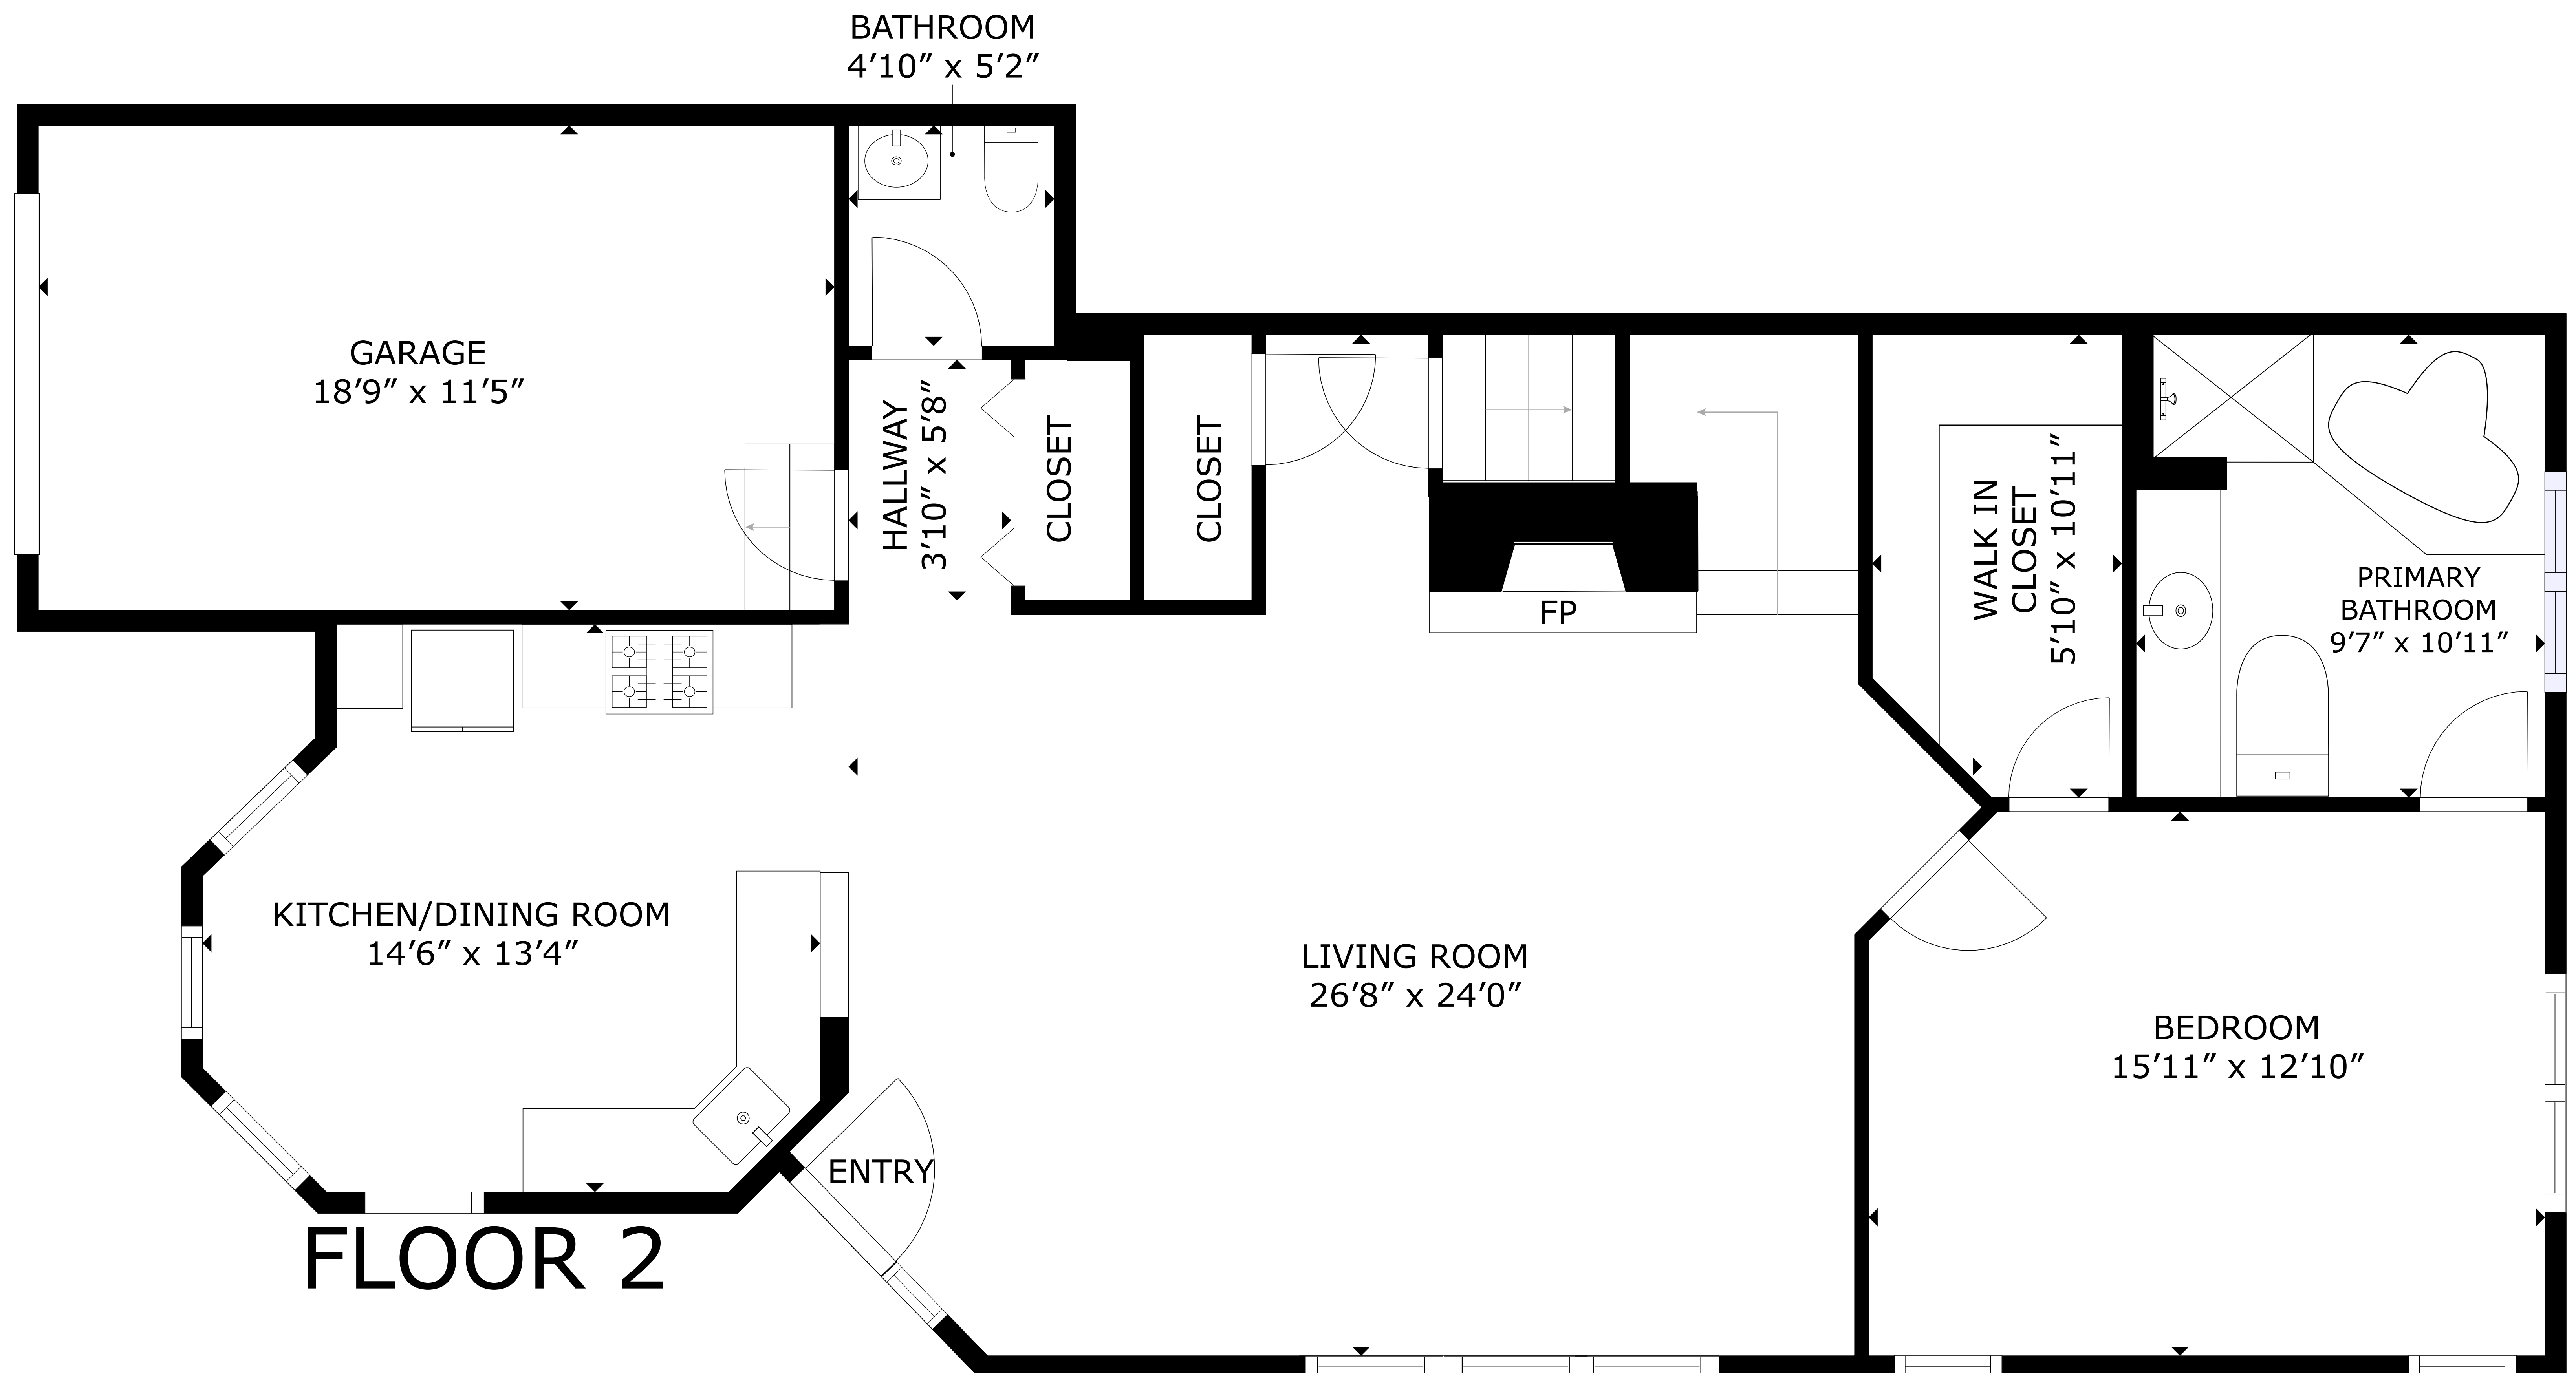 BATHROOM
4’10” x 5’2”
GARAGE
18’9” x 11’5”
HALLWAY
3’10” x 5’8”
CLOSET
CLOSET
FP
WALK IN
CLOSET
5’10” x 10’11”
PRIMARY
BATHROOM
9’7” x 10’11”
KITCHEN/DINING ROOM
14’6” x 13’4”
LIVING ROOM
26’8” x 24’0”
BEDROOM
15’11” x 12’10”
ENTRY
FLOOR 2